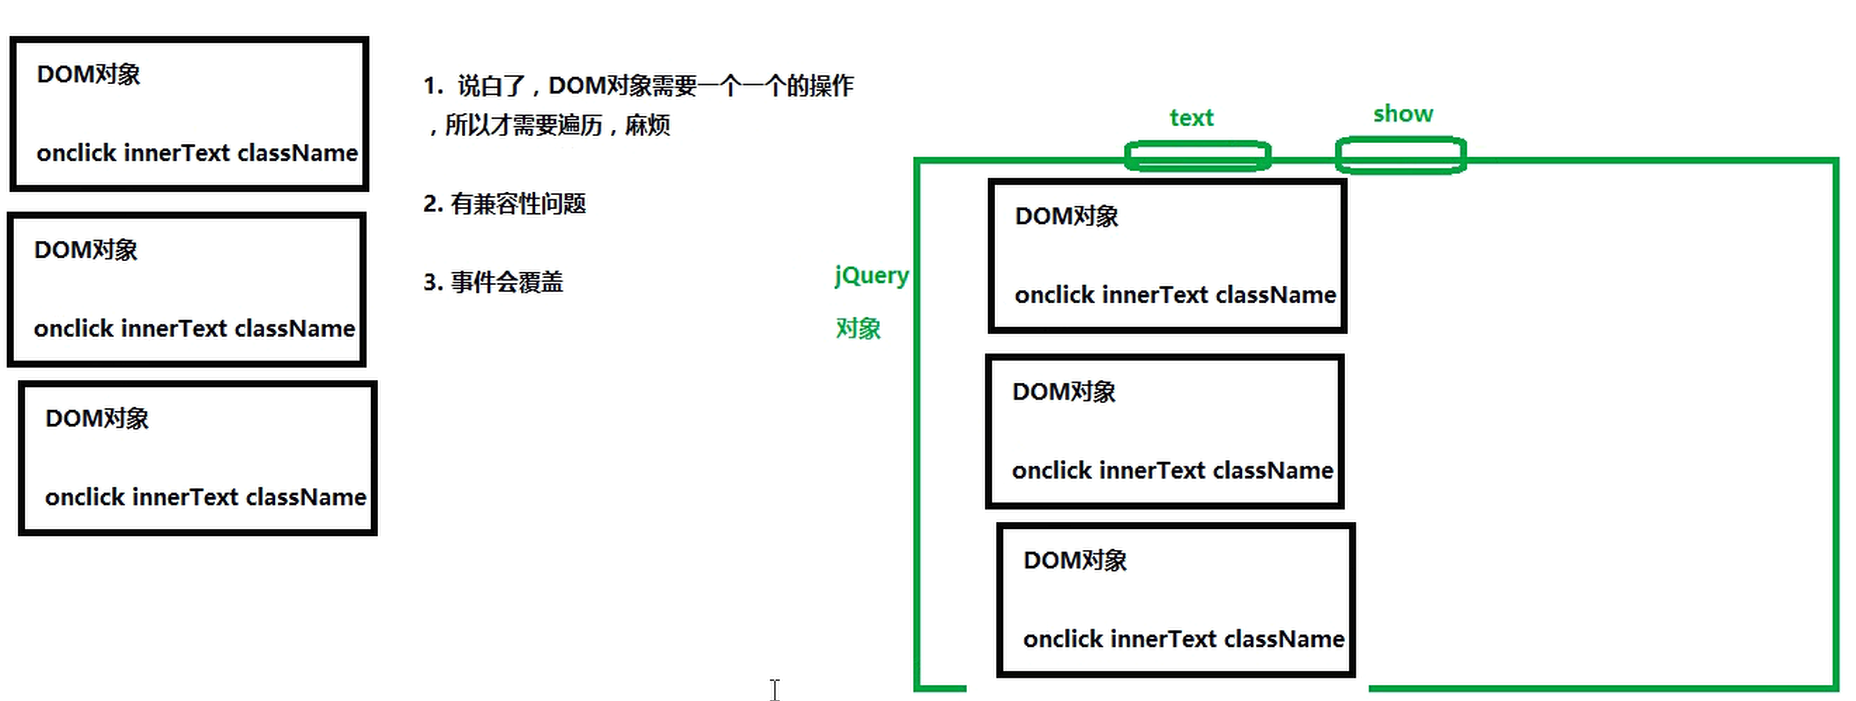 DOM对象
onclick innerText className
DOM对象
onclick innerText className
DOM对象
onclick innerText className
1. 说白了，DOM对象需要一个一个的操作
，所以才需要遍历，麻烦
2. 有兼容性问题
3. 事件会覆盖
jQuery
对象
text
show
DOM对象
onclick innerText className
DOM对象
onclick innerText className
DOM对象
onclick innerText className